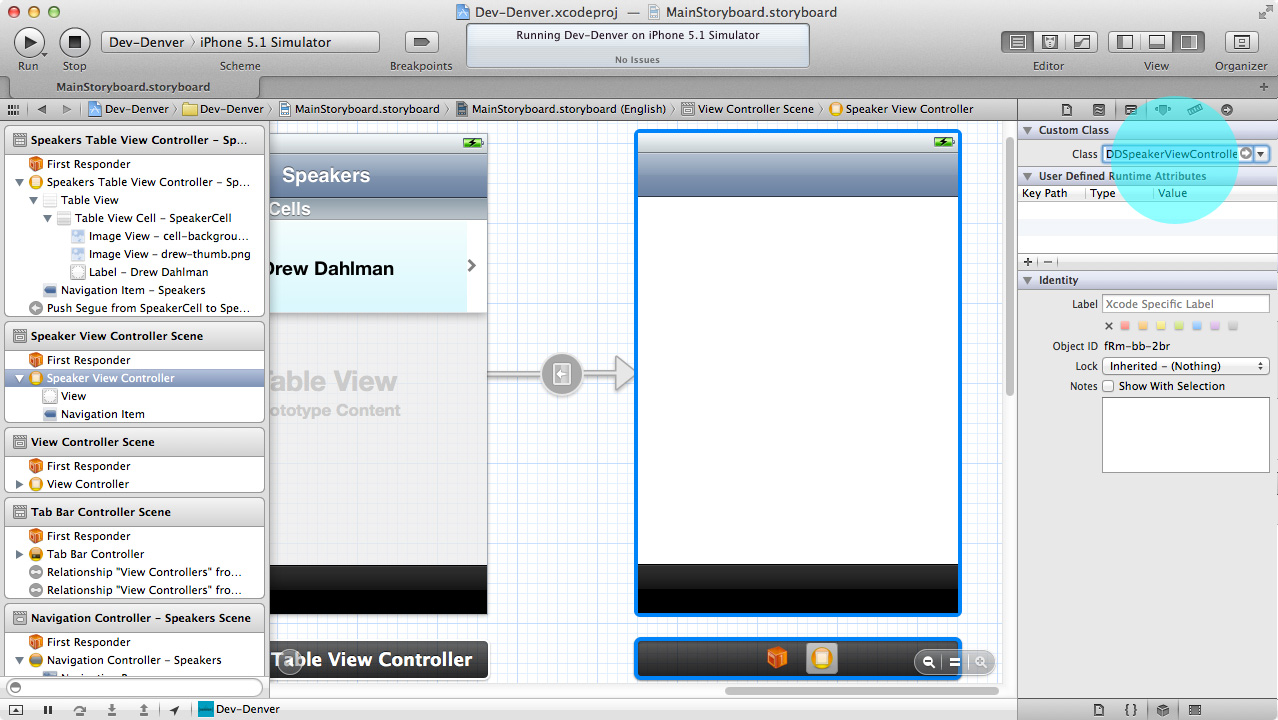 Dev-Denver.xcodeproj — MainStoryboard.storyboard
Run
Stop
Dev-Denver
iPhone 5.1 Simulator
Scheme
Breakpoints
Running Dev-Denver on iPhone 5.1 Simulator
No Issues
Editor
View
Organizer
MainStoryboard.storyboard
Dev-Denver
Dev-Denver
MainStoryboard.storyboard
MainStoryboard.storyboard (English)
View Controller Scene
Speaker View Controller
Speakers Table View Controller – Sp...
First Responder
Speakers Table View Controller – Sp...
Table View
Table View Cell – SpeakerCell
Image View – cell-backgrou...
Image View – drew-thumb.png
Label – Drew Dahlman
Navigation Item – Speakers
Push Segue from SpeakerCell to Spe...
Speaker View Controller Scene
First Responder
Speaker View Controller
View
Navigation Item
View Controller Scene
First Responder
View Controller
Tab Bar Controller Scene
First Responder
Tab Bar Controller
Relationship "View Controllers" fro...
Relationship "View Controllers" fro...
Navigation Controller – Speakers Scene
First Responder
Navigation Controller – Speakers
Speakers
Cells
Drew Dahlman
Table View
ototype Content
Table View Controller
Custom Class
Class
DDSpeakerViewControlle
User Defined Runtime Attributes
Key Path
Type
Value
Identity
Label
Xcode Specific Label
Object ID
fRm-bb-2br
Lock
Inherited – (Nothing)
Notes
Show With Selection
Dev-Denver